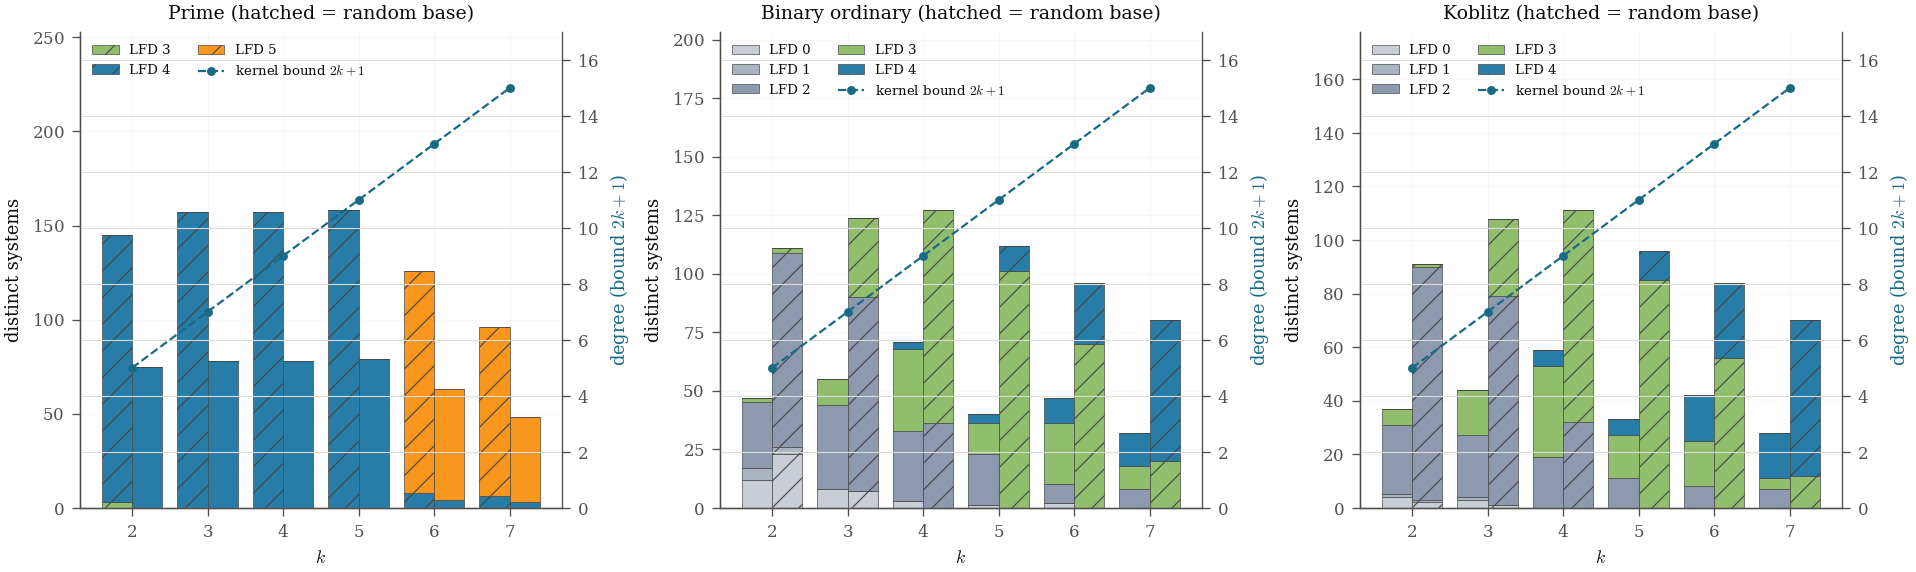 Prime (hatched = random base)
250
200
150
100
50
0
16
14
12
10
8
6
4
2
0
LFD 3
LFD 4
LFD 5
kernel bound 2k+1
2 3 4 5 6 7
k
distinct systems
degree (bound 2k+1)
Binary ordinary (hatched = random base)
200
175
150
125
100
75
50
25
0
16
14
12
10
8
6
4
2
0
LFD 0
LFD 1
LFD 2
LFD 3
LFD 4
kernel bound 2k+1
2 3 4 5 6 7
k
distinct systems
degree (bound 2k+1)
Koblitz (hatched = random base)
160
140
120
100
80
60
40
20
0
16
14
12
10
8
6
4
2
0
LFD 0
LFD 1
LFD 2
LFD 3
LFD 4
kernel bound 2k+1
2 3 4 5 6 7
k
distinct systems
degree (bound 2k+1)